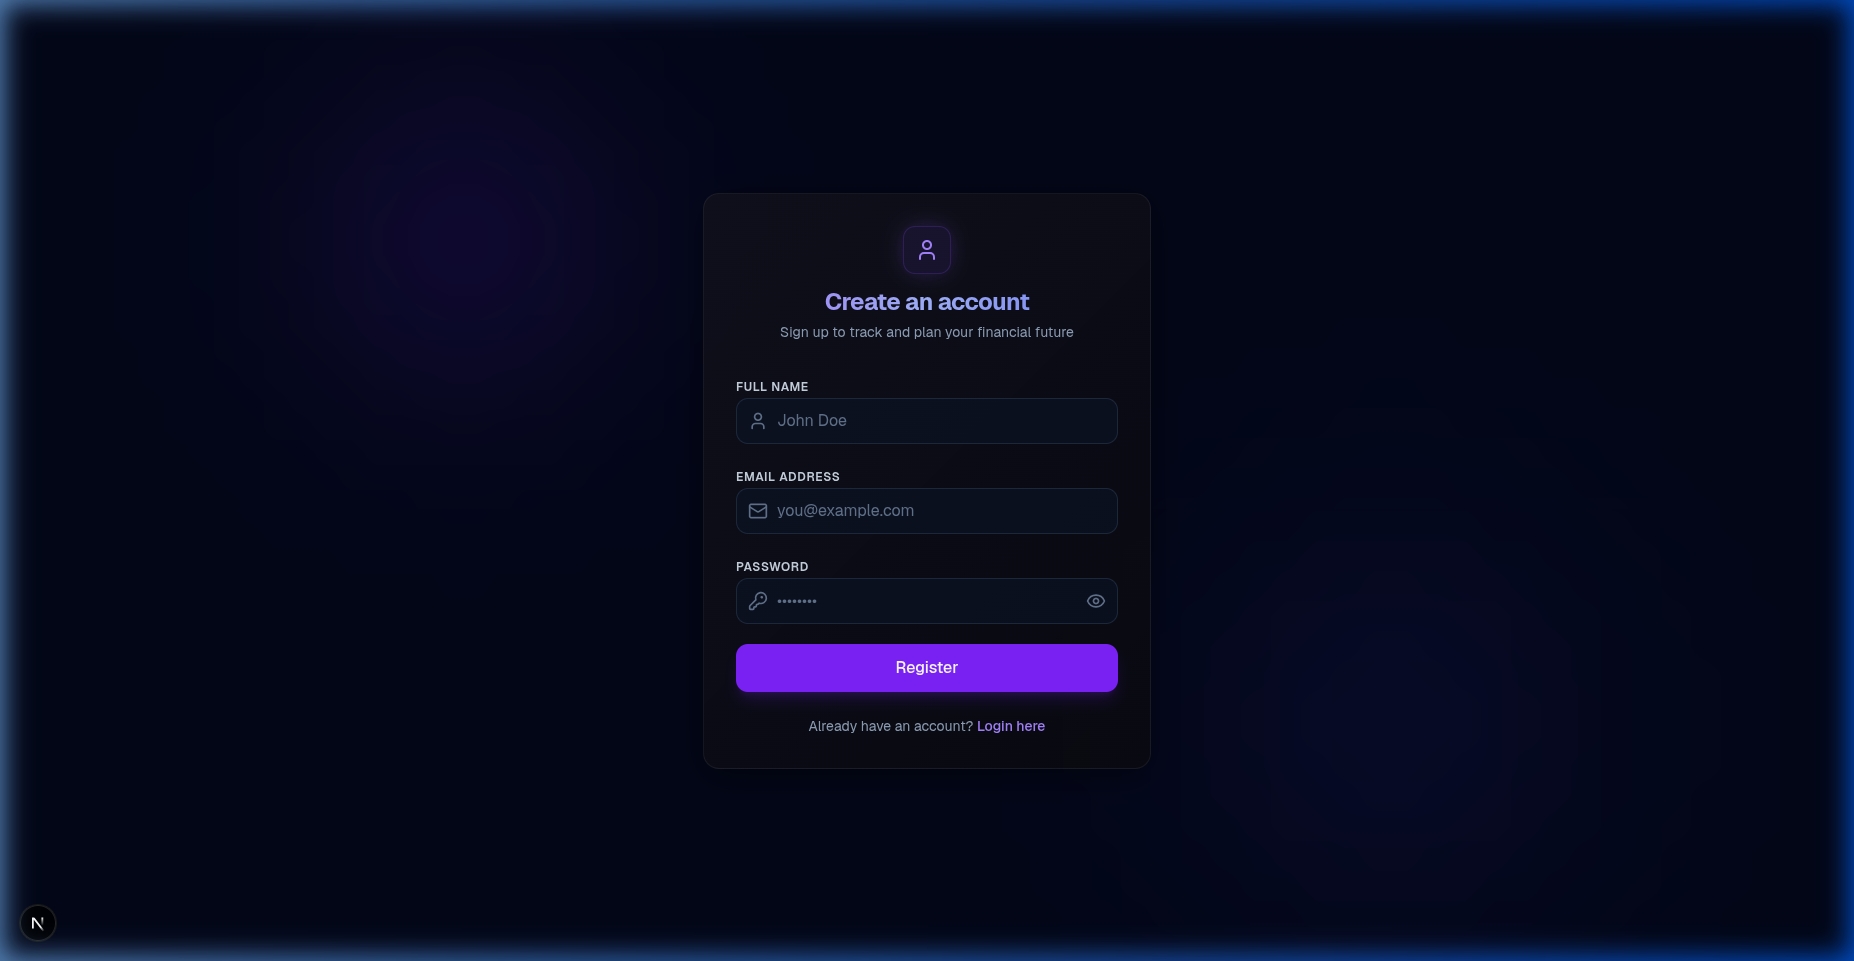 Create an account
Sign up to track and plan your financial future
FULL NAME
John Doe
EMAIL ADDRESS
you@example.com
PASSWORD
••••••••
Register
Already have an account? Login here
N